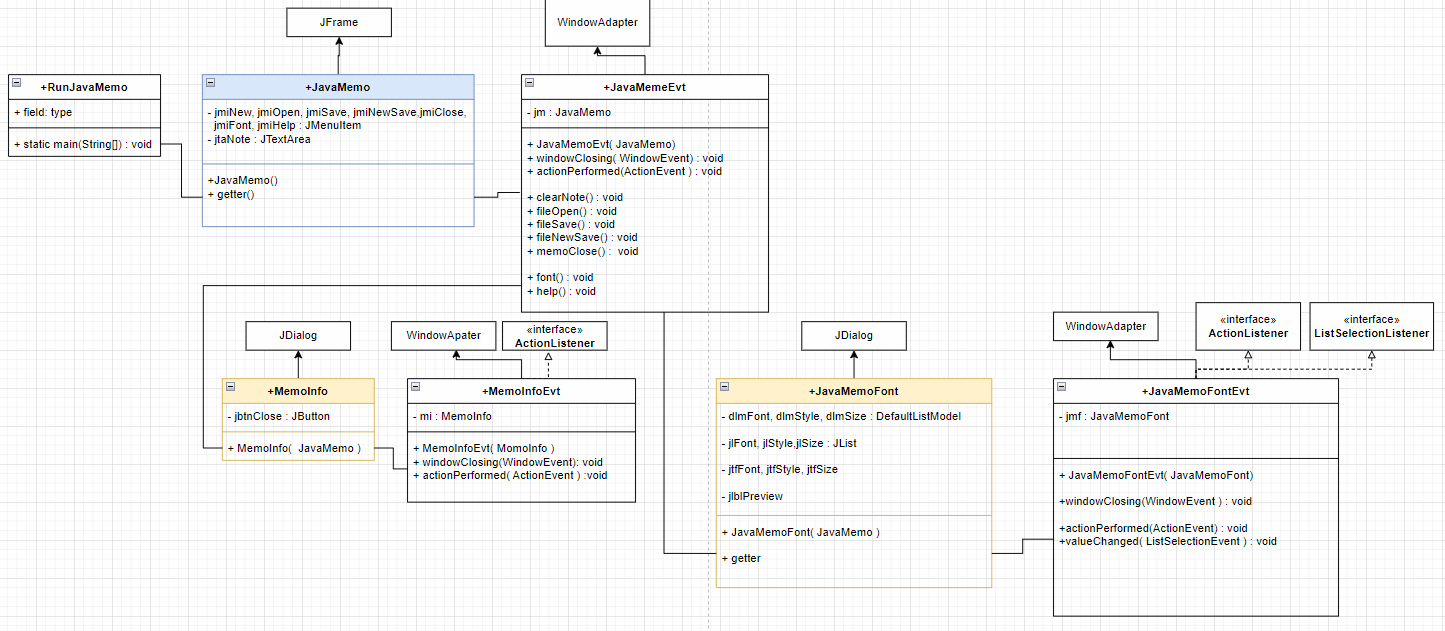 JFrame
WindowAdapter
+RunJavaMemo
+ field: type
+ static main(String[]) : void
+JavaMemo
- jmiNew, jmiOpen, jmiSave, jmiNewSave,jmiClose,
jmiFont, jmiHelp : JMenuItem
- jtaNote : JTextArea
+JavaMemo()
+ getter()
+JavaMemeEvt
- jm : JavaMemo
+ JavaMemoEvt( JavaMemo)
+ windowClosing( WindowEvent) : void
+ actionPerformed(ActionEvent ) : void
+ clearNote() : void
+ fileOpen() : void
+ fileSave() : void
+ fileNewSave() : void
+ memoClose() :  void
+ font() : void
+ help() : void
JDialog
WindowApater
«interface»
ActionListener
JDialog
WindowAdapter
«interface»
ActionListener
«interface»
ListSelectionListener
+MemoInfo
- jbtnClose : JButton
+ MemoInfo(  JavaMemo )
+MemoInfoEvt
- mi : MemoInfo
+ MemoInfoEvt( MomoInfo )
+ windowClosing(WindowEvent): void
+ actionPerformed( ActionEvent ) :void
+JavaMemoFont
- dlmFont, dlmStyle, dlmSize : DefaultListModel
- jlFont, jlStyle,jlSize : JList
- jtfFont, jtfStyle, jtfSize
- jlblPreview
+ JavaMemoFont( JavaMemo )
+ getter
+JavaMemoFontEvt
- jmf : JavaMemoFont
+ JavaMemoFontEvt( JavaMemoFont)
+windowClosing(WindowEvent ) : void
+actionPerformed(ActionEvent) : void
+valueChanged( ListSelectionEvent ) : void